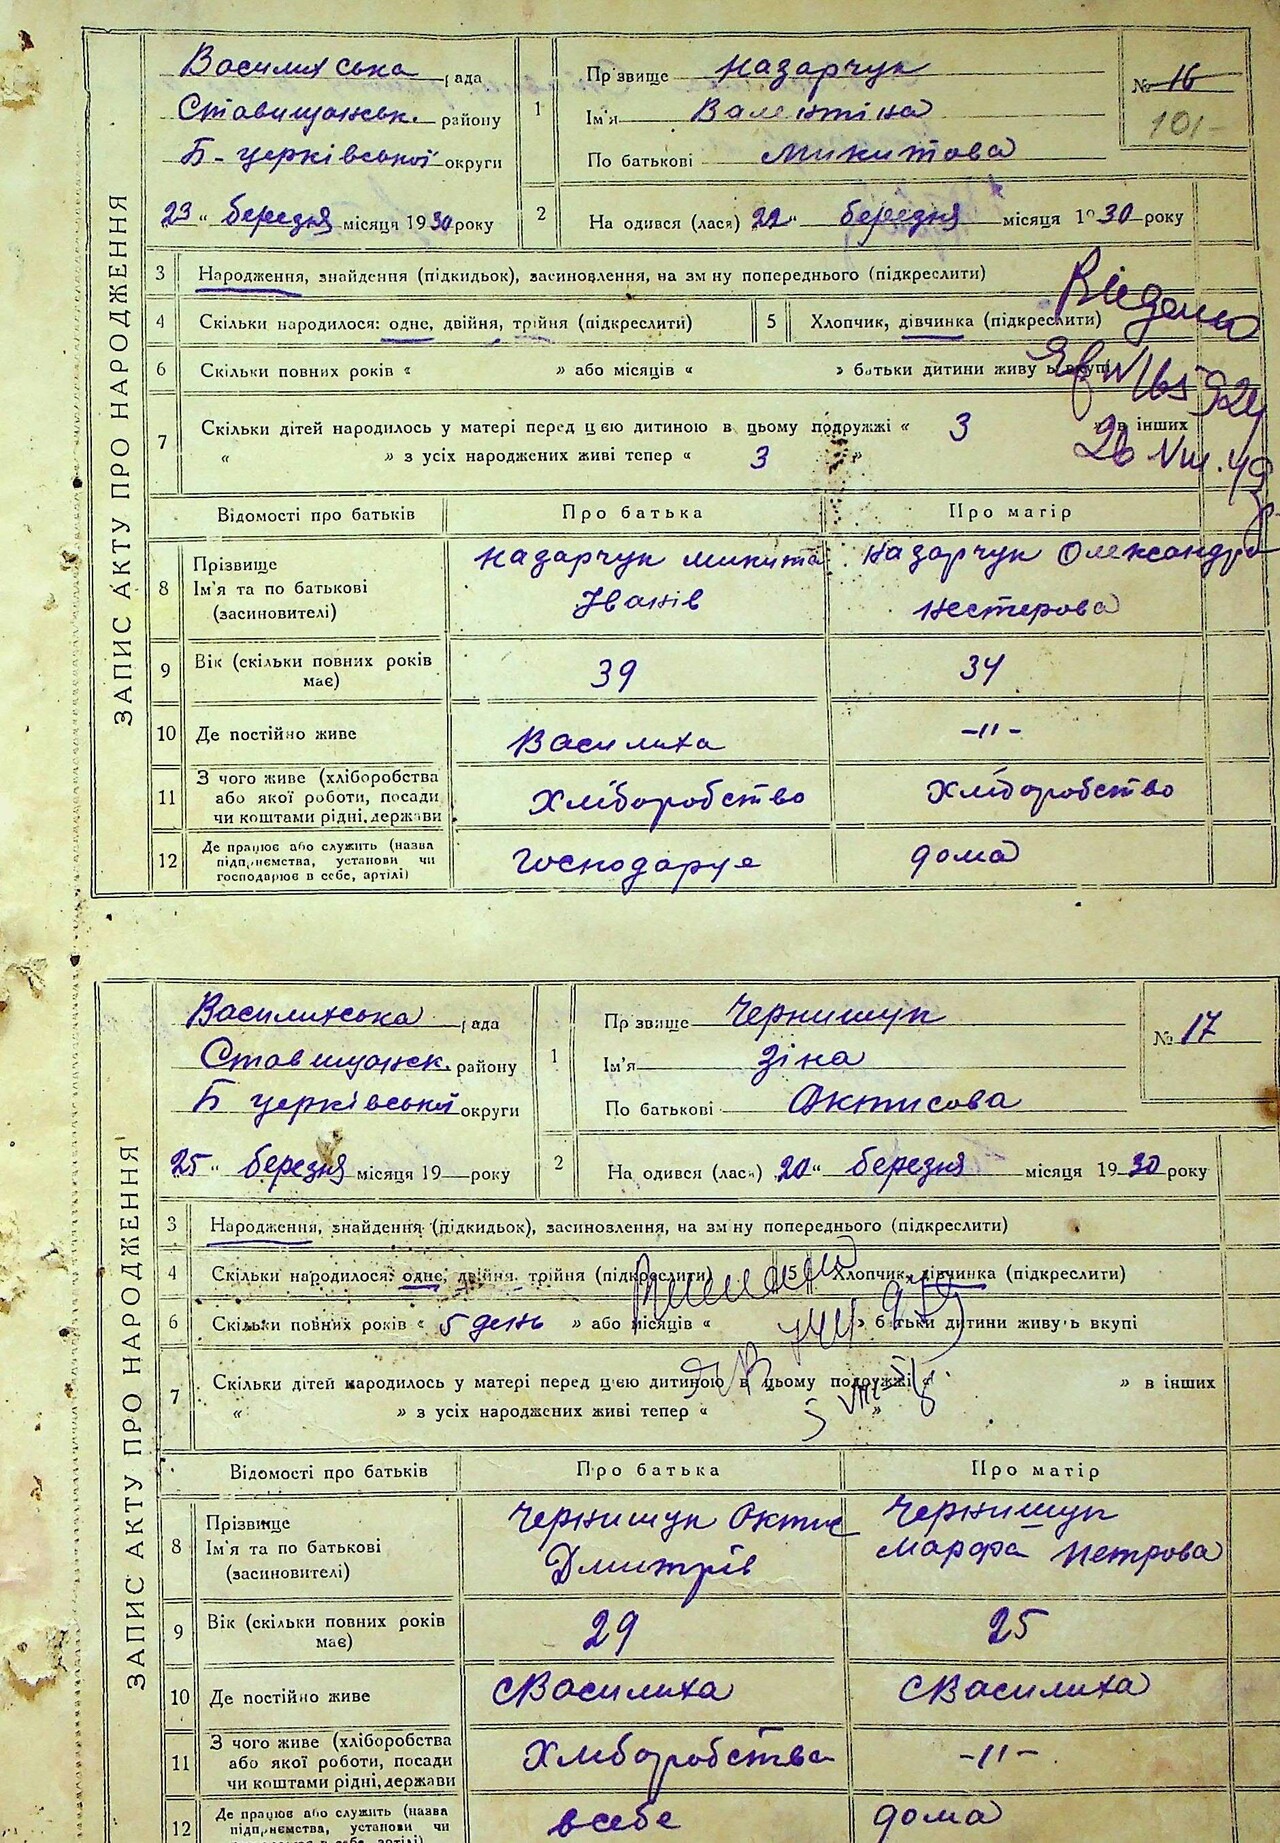 ЗАПИС АКТУ ПРО НАРОДЖЕННЯ
Василихська рада
Ставищанськ. району
Б-церківської округи
23 " березня місяця 1930 року
1 Прізвище Назарчук
Ім'я Валентина
По батькові Микитова
№ 16
101-
2 На одився (лася) 22 " березня місяця 1930 року
3 Народження, знайдення (підкидьок), засиновлення, на зм ну попереднього (підкреслити)
4 Скільки народилося: одне, двійня, трійня (підкреслити) 5 Хлопчик, дівчинка (підкреслити)
6 Скільки повних років « » або місяців « » батьки дитини живуть вкупі
7 Скільки дітей народилось у матері перед цією дитиною в цьому подружжі « 3 » в інших
« » з усіх народжених живі тепер « 3 »
Видано
26 VIII. 49
Відомості про батьків Про батька Про матір
8 Прізвище Назарчук Микита Назарчук Олександра
Ім'я та по батькові Іванів Нестерова
(засиновителі)
9 Вік (скільки повних років має) 39 34
10 Де постійно живе Василиха -"-
11 З чого живе (хліборобства
або якої роботи, посади Хліборобство Хліборобство
чи коштами рідні, держави
12 Де працює або служить (назва
підприємства, установи чи Господарує дома
господарює в себе, артілі)
ЗАПИС АКТУ ПРО НАРОДЖЕННЯ
Василихська рада
Ставищанськ. району
Б церківської округи
25 " березня місяця 19 року
1 Пр звище Чернишук
Ім'я Зіна
По батькові Октисова
№ 17
2 На одився (лася) 20 " березня місяця 1930 року
3 Народження, знайдення (підкидьок), засиновлення, на зм ну попереднього (підкреслити)
4 Скільки народилося: одне, двійня, трійня (підкреслити) 5 Хлопчик, дівчинка (підкреслити)
6 Скільки повних років « 5 день » або місяців « » батьки дитини живуть вкупі
7 Скільки дітей народилось у матері перед цією дитиною в цьому подружжі « » в інших
« » з усіх народжених живі тепер « »
Відомості про батьків Про батька Про матір
8 Прізвище Чернишук Октис Чернишук
Ім'я та по батькові Дмитрів Марфа Петрова
(засиновителі)
9 Вік (скільки повних років має) 29 25
10 Де постійно живе С Василиха С Василиха
11 З чого живе (хліборобства
або якої роботи, посади Хліборобства -"-
чи коштами рідні, держави
12 Де працює або служить (назва
підприємства, установи чи в себе дома